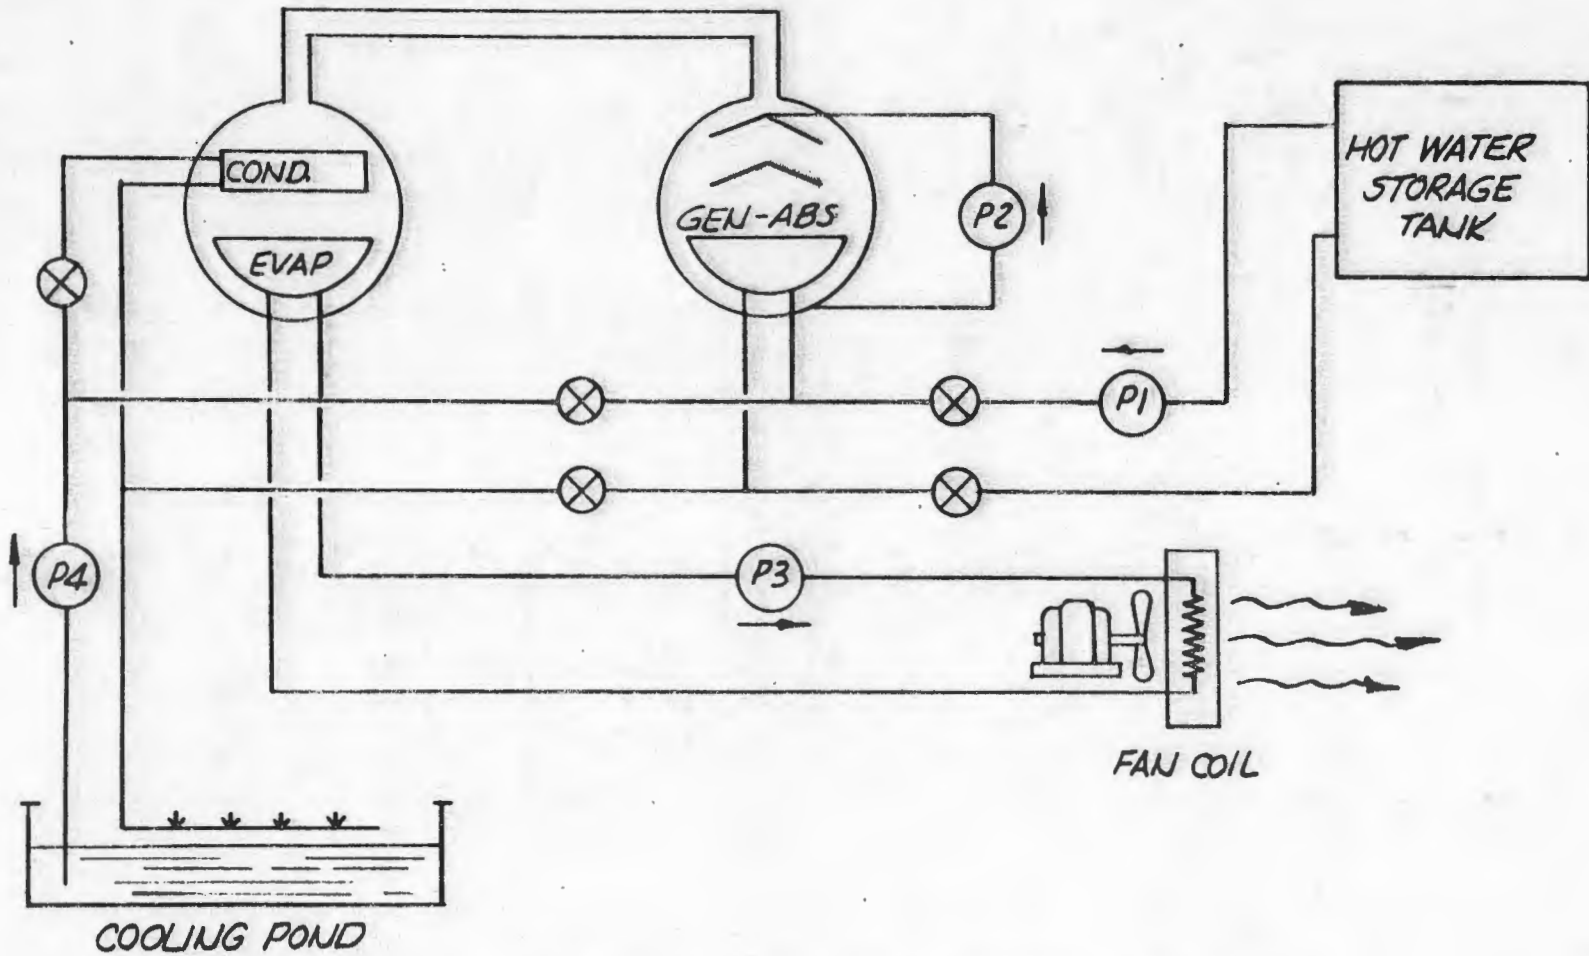 COND.
EVAP
GEN-ABS
P2
HOT WATER
STORAGE
TANK
P1
P4
P3
FAN COIL
COOLING POND